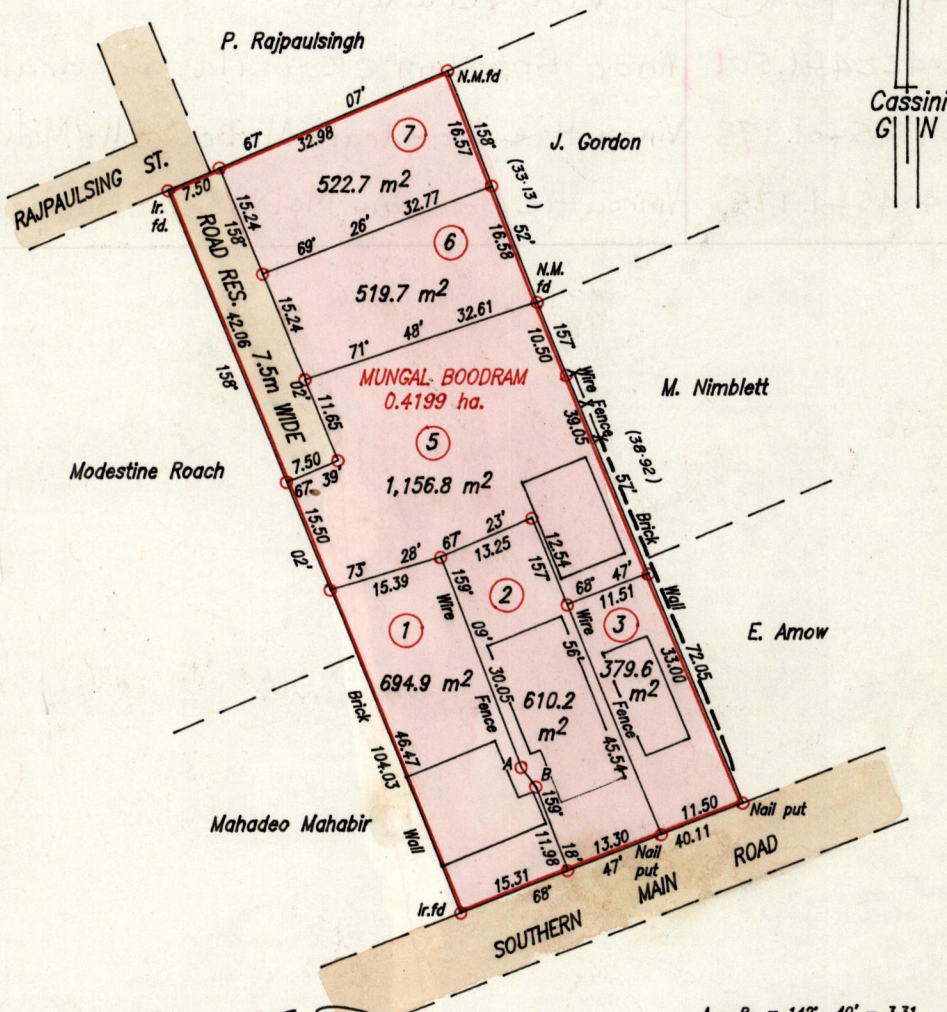 P. Rajpaulsingh
Cassini
G N
N.M.fd
67° 07'
32.98
7
522.7 m2
16.57
158°
J. Gordon
(33.13)
RAJPAULSING ST.
7.50
Ir.
fd.
15.24
158°
69° 26' 32.77
6
519.7 m2
16.58
52'
N.M.
fd
ROAD RES. 7.5m WIDE
42.06
158°
15.24
71° 48' 32.61
10.50
157°
MUNGAL BOODRAM
0.4199 ha.
Wire Fence
M. Nimblett
02'
11.65
5
39.05
(38.92)
Modestine Roach
7.50
67° 39'
1,156.8 m2
57'
Brick
15.50
02'
67° 23'
13.25
12.54
157°
73° 28'
15.39
68° 47'
11.51
Wall
159°
Wire
2
3
Wire
1
E. Amow
09'
56'
33.00
72.05
694.9 m2
30.05
379.6
m2
610.2
m2
Brick
Fence
Fence
46.47
104.03
45.54
A
B
159°
Mahadeo Mahabir
Wall
11.98
18'
11.50
Nail put
13.30
Nail
put
40.11
15.31
68° 47'
Ir.fd
SOUTHERN MAIN ROAD